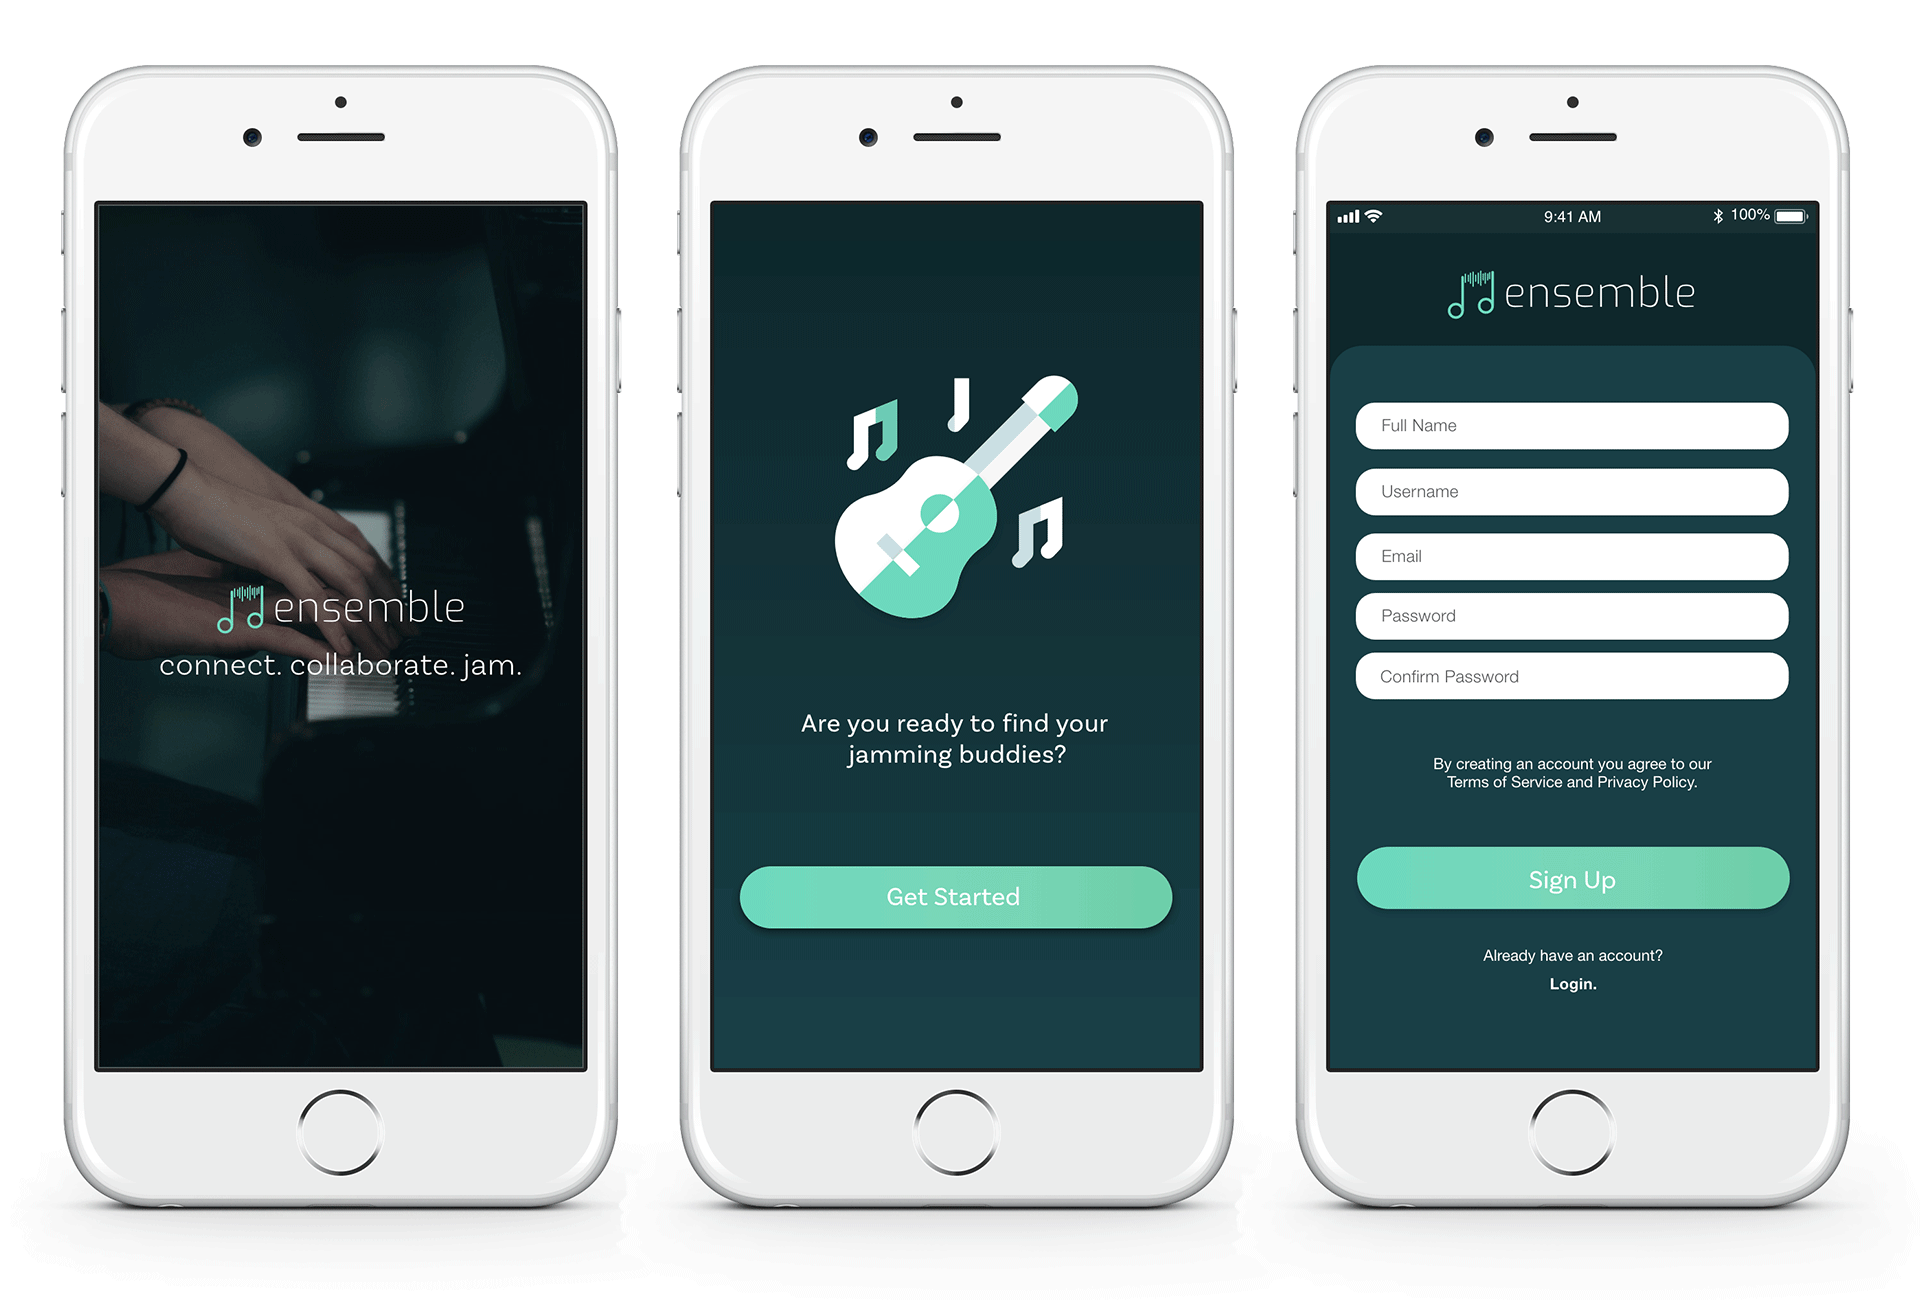 ensemble
connect. collaborate. jam.
Are you ready to find your
jamming buddies?
Get Started
9:41 AM
100%
ensemble
Full Name
Username
Email
Password
Confirm Password
By creating an account you agree to our
Terms of Service and Privacy Policy.
Sign Up
Already have an account?
Login.